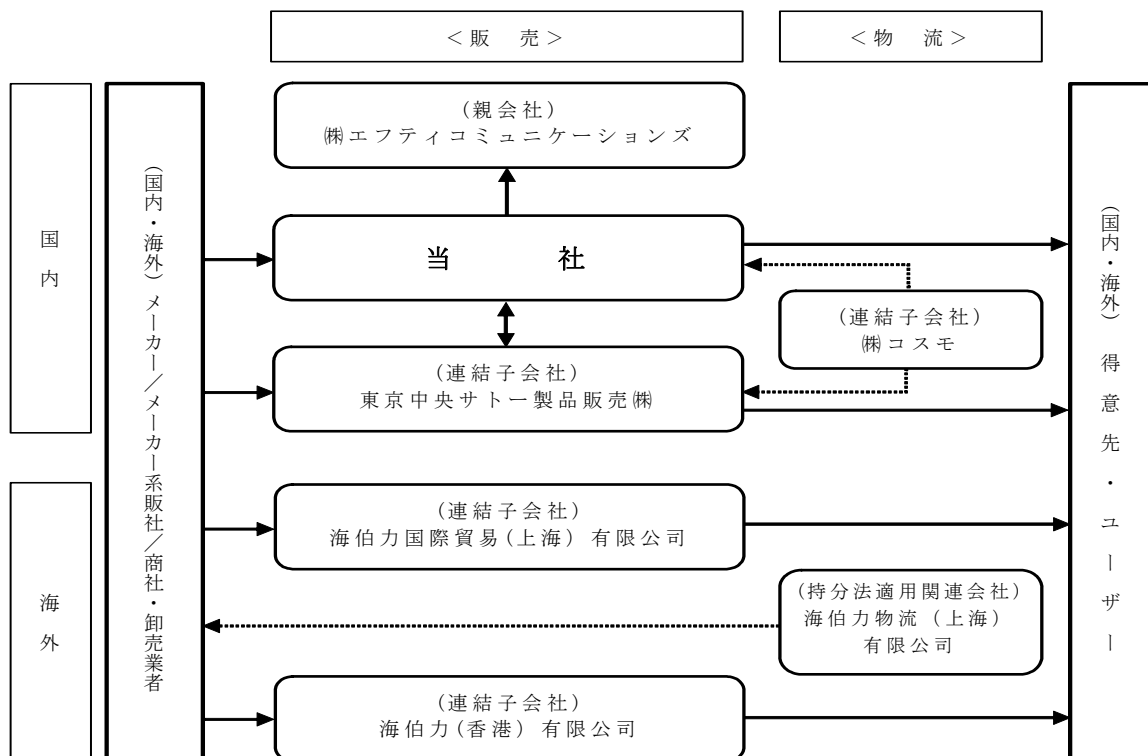 ＜販 売＞
＜物 流＞
国内
(国内・海外) メーカー／メーカー系販社／商社・卸売業者
(親会社)
㈱エフティコミュニケーションズ
当 社
(連結子会社)
㈱コスモ
(連結子会社)
東京中央サトー製品販売㈱
(国内・海外) 得意先・ユーザー
海外
(連結子会社)
海伯力国際貿易(上海) 有限公司
(持分法適用関連会社)
海伯力物流 (上海)
有限公司
(連結子会社)
海伯力(香港) 有限公司